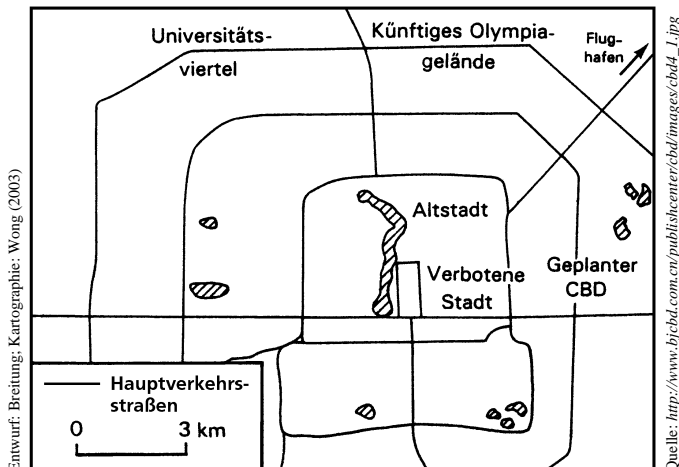 Universitäts-
viertel
Kűnftiges Olympia-
gelände
Flug-
hafen
Altstadt
Verbotene
Stadt
Geplanter
CBD
Hauptverkehrs-
straßen
0 3 km
Entwurf: Breitung; Kartographie: Wong (2003)
Quelle: http://www.bjcbd.com.cn/publishcenter/cbd/images/cbd4_1.jpg